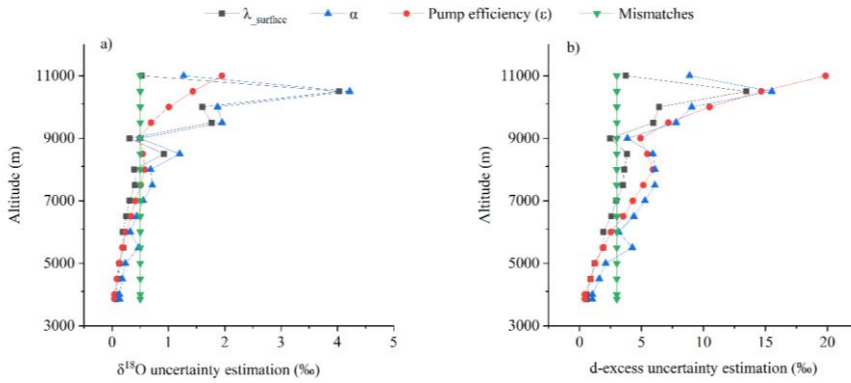 λ_surface α Pump efficiency (ε) Mismatches
a)
11000
9000
7000
5000
3000
Altitude (m)
0 1 2 3 4 5
δ¹⁸O uncertainty estimation (‰)
b)
11000
9000
7000
5000
3000
Altitude (m)
0 5 10 15 20
d-excess uncertainty estimation (‰)